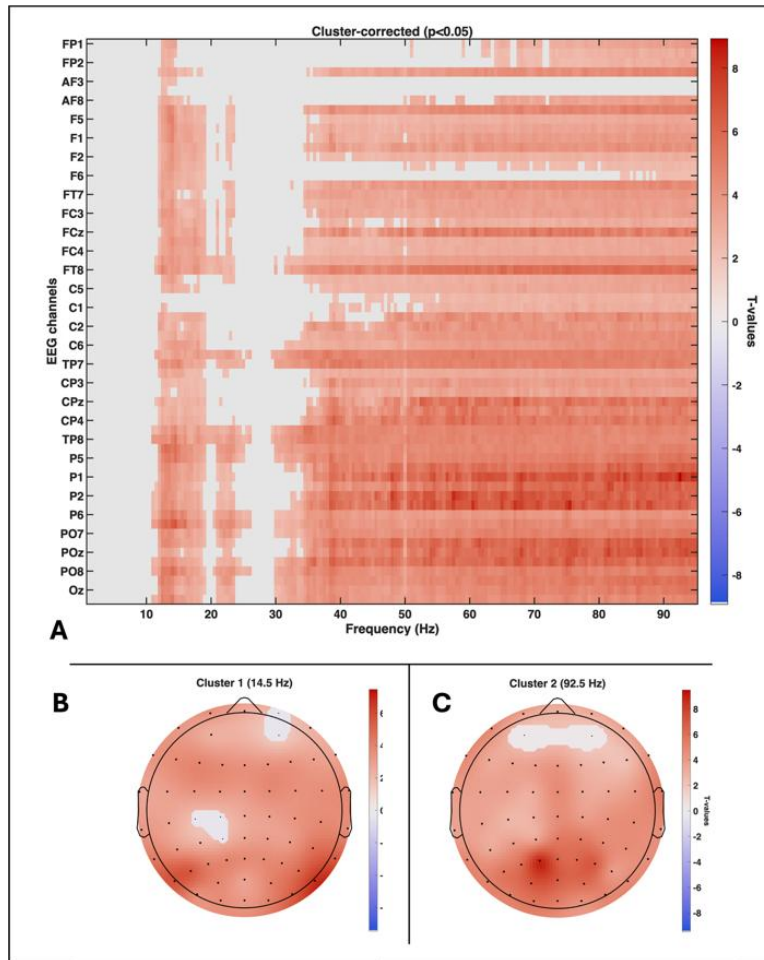 Cluster-corrected (p<0.05)
FP1
FP2
AF3
AF8
F5
F1
F2
F6
FT7
FC3
FCz
FC4
FT8
C5
C1
C2
C6
TP7
CP3
CPz
CP4
TP8
P5
P1
P2
P6
PO7
POz
PO8
Oz
EEG channels
10 20 30 40 50 60 70 80 90
Frequency (Hz)
8
6
4
2
0
-2
-4
-6
-8
T-values
A
B
Cluster 1 (14.5 Hz)
C
Cluster 2 (92.5 Hz)
8
6
4
2
0
-2
-4
-6
-8
T-values